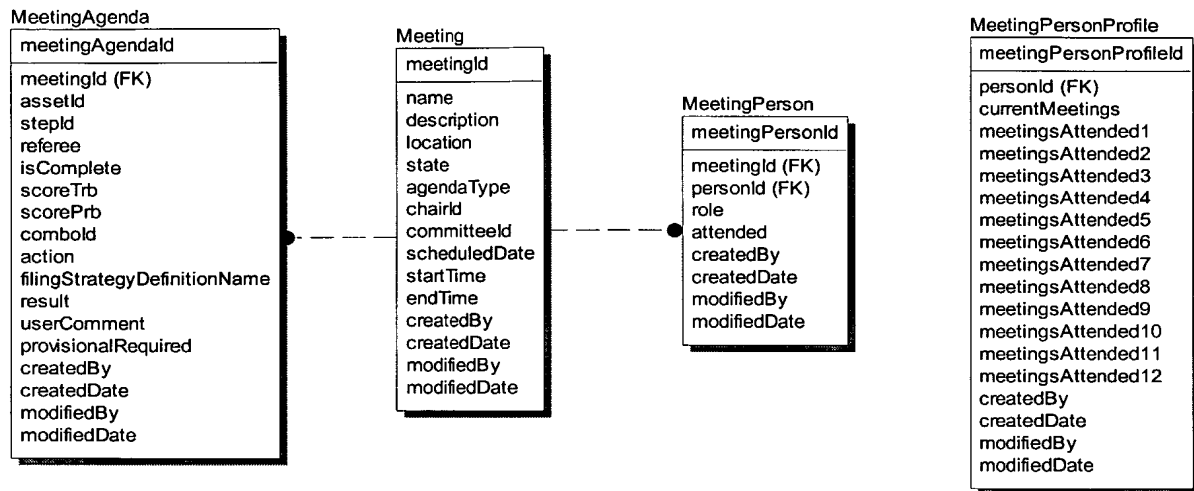 MeetingAgenda
meetingAgendaId
meetingId (FK)
assetId
stepId
referee
isComplete
scoreTrb
scorePrb
comboId
action
filingStrategyDefinitionName
result
userComment
provisionalRequired
createdBy
createdDate
modifiedBy
modifiedDate
Meeting
meetingId
name
description
location
state
agendaType
chairId
committeeId
scheduledDate
startTime
endTime
createdBy
createdDate
modifiedBy
modifiedDate
MeetingPerson
meetingPersonId
meetingId (FK)
personId (FK)
role
attended
createdBy
createdDate
modifiedBy
modifiedDate
MeetingPersonProfile
meetingPersonProfileId
personId (FK)
currentMeetings
meetingsAttended1
meetingsAttended2
meetingsAttended3
meetingsAttended4
meetingsAttended5
meetingsAttended6
meetingsAttended7
meetingsAttended8
meetingsAttended9
meetingsAttended10
meetingsAttended11
meetingsAttended12
createdBy
createdDate
modifiedBy
modifiedDate